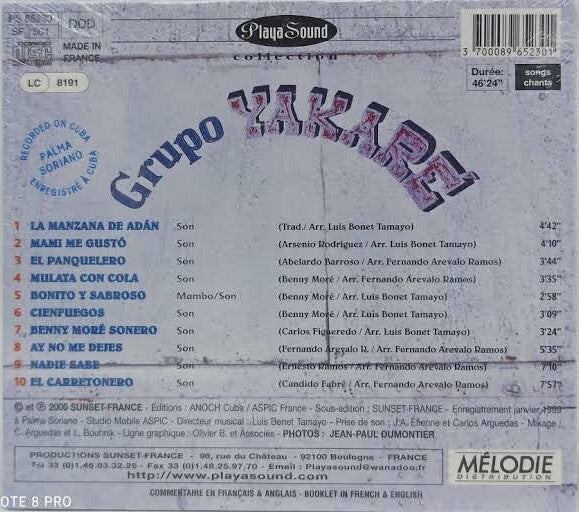 PS 65230
SF 861
DDD
MADE IN
FRANCE
LC 8191
Playa Sound
collection
3 700089 652301
Durée:
46'24"
songs
chants
RECORDED ON CUBA
PALMA
SORIANO
ENREGISTRÉ À CUBA
Grupo YAKARÉ
1 LA MANZANA DE ADÁN Son (Trad./ Arr. Luis Bonet Tamayo) 4'42"
2 MAMI ME GUSTÓ Son (Arsenio Rodriguez / Arr. Luis Bonet Tamayo) 4'10"
3 EL PANQUELERO Son (Abelardo Barroso / Arr. Fernando Arevalo Ramos) 3'44"
4 MULATA CON COLA Son (Benny Moré / Arr. Fernando Arevalo Ramos) 3'35"
5 BONITO Y SABROSO Mambo/Son (Benny Moré / Arr. Luis Bonet Tamayo) 2'58"
6 CIENFUEGOS Son (Benny Moré / Arr. Luis Bonet Tamayo) 3'09"
7 BENNY MORÉ SONERO Son (Carlos Figueredo / Arr. Luis Bonet Tamayo) 3'24"
8 AY NO ME DEJES Son (Fernando Arevalo R. / Arr. Fernando Arevalo Ramos) 5'35"
9 NADIE SABE Son (Ernesto Ramos / Arr. Fernando Arevalo Ramos) 7'10"
10 EL CARRETONERO Son (Candido Fabré / Arr. Fernando Arevalo Ramos) 7'57"
© et ℗ 2000 SUNSET-FRANCE - Editions : ANOCH Cuba / ASPIC France - Sous-edition : SUNSET-FRANCE - Enregistrement janvier 1999
à Palma Soriano - Studio Mobile ASPIC - Directeur musical : Luis Bonet Tamayo - Prise de son : J.A. Étienne et Carlos Arguedas - Mixage :
C. Arguedas et L. Bouhnik - Ligne graphique : Olivier B. et Associes - PHOTOS : JEAN-PAUL DUMONTIER
PRODUCTIONS SUNSET-FRANCE - 98, rue du Château - 92100 Boulogne - FRANCE
Tél 33 (0)1.46.03.32.25 - Fax 33 (0)1.48.25.97.70 - Email : Playasound@wanadoo.fr
http://www.playasound.com
MÉLODIE
DISTRIBUTION
COMMENTAIRE EN FRANÇAIS & ANGLAIS - BOOKLET IN FRENCH & ENGLISH
OTE 8 PRO